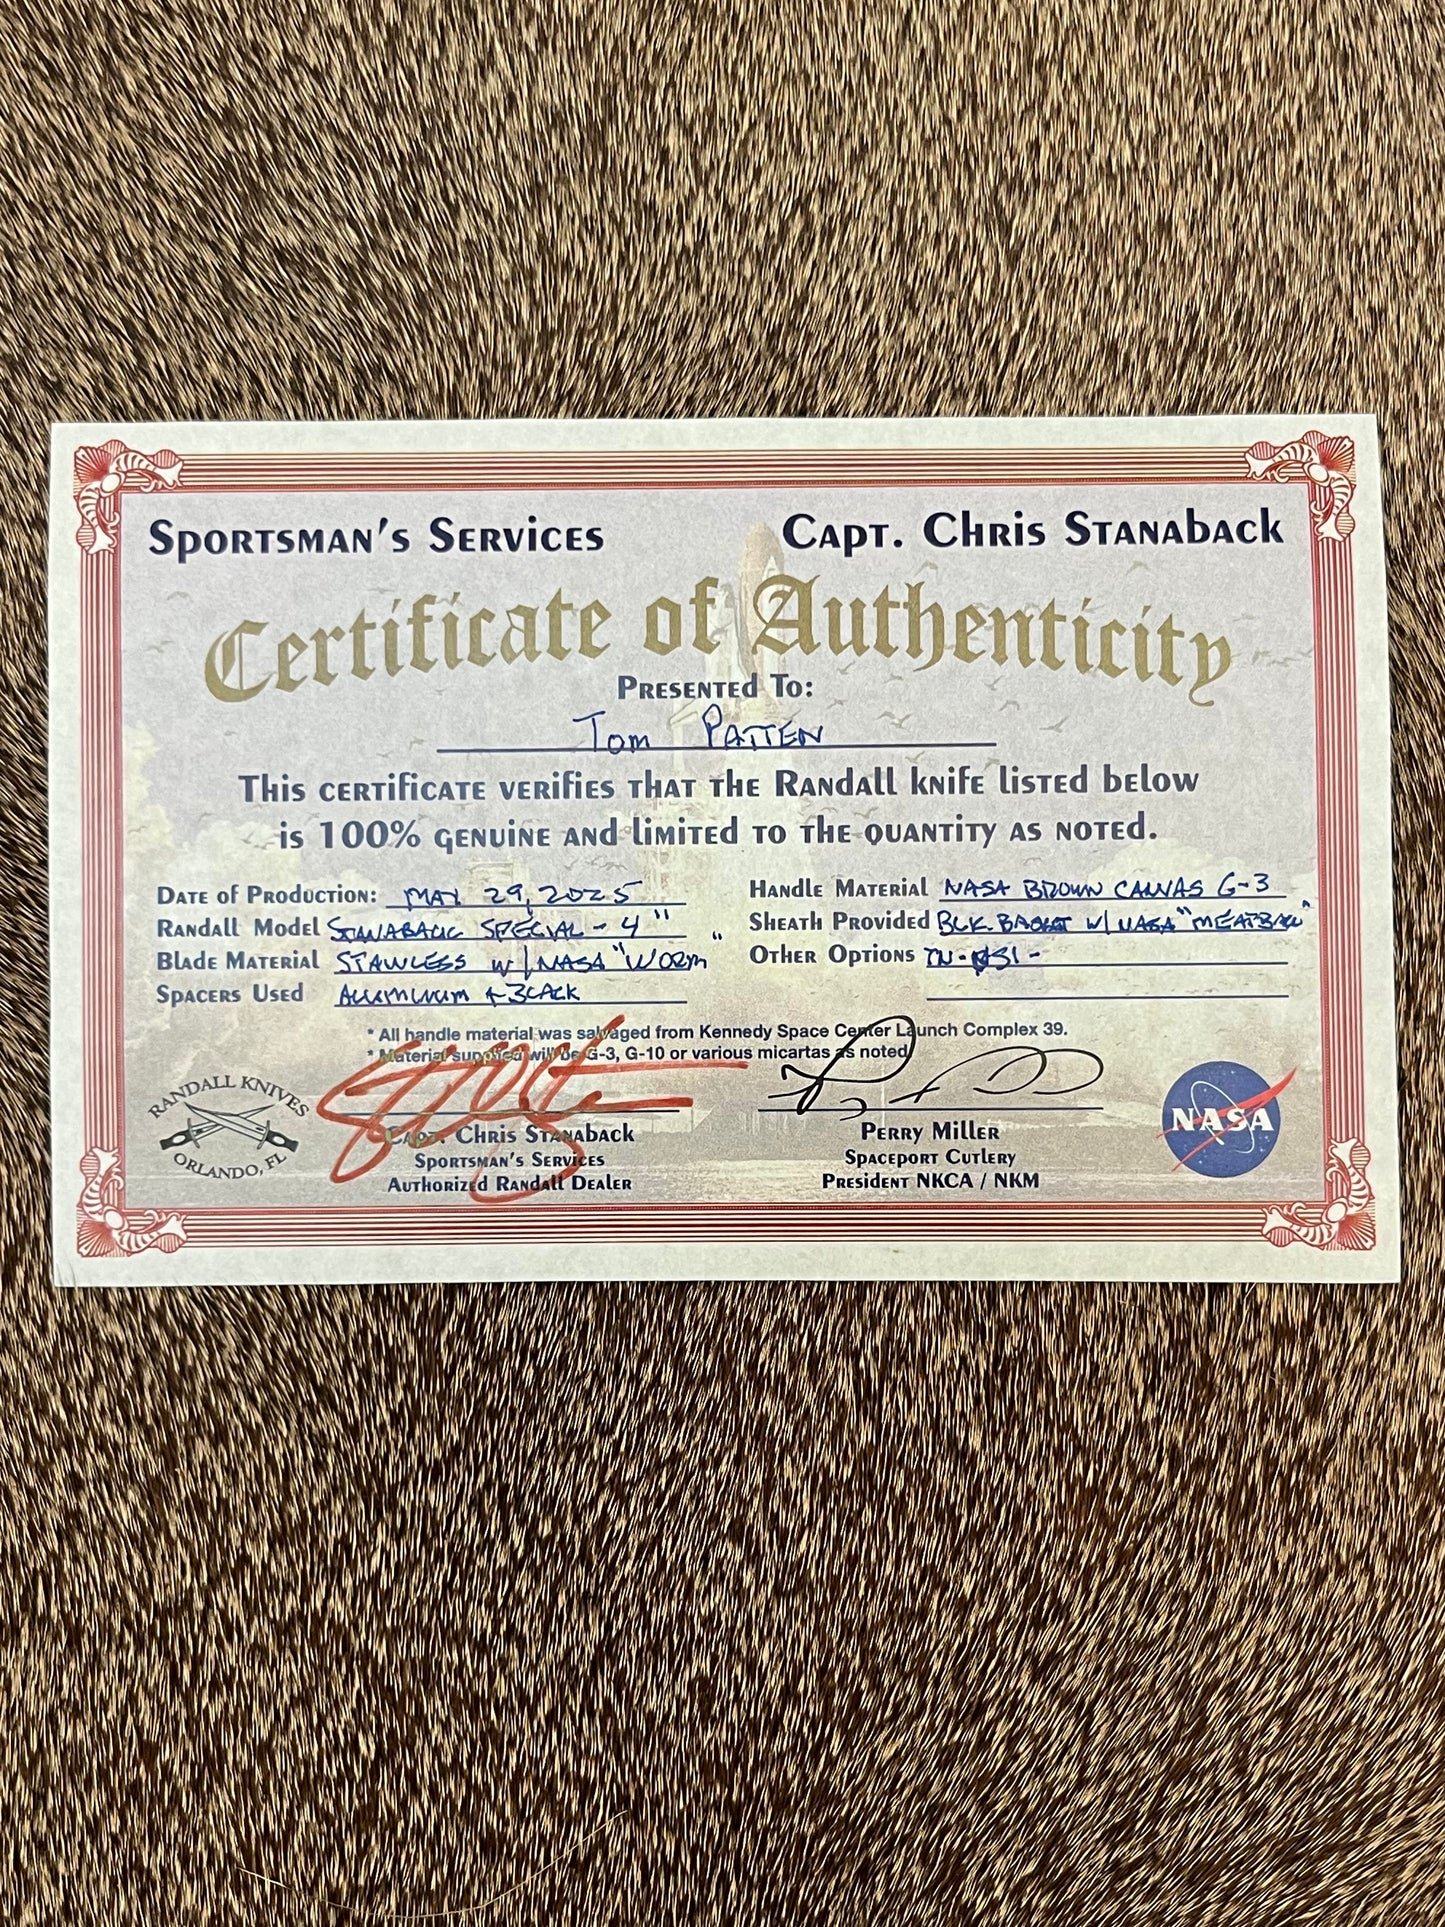 Sportsman's Services
Capt. Chris Stanaback
Certificate of Authenticity
Presented To:
Tom Patten
This certificate verifies that the Randall knife listed below
is 100% genuine and limited to the quantity as noted.
Date of Production: May 29, 2025
Randall Model Stanaback Special - 4"
Blade Material Stainless w/ NASA "Worm"
Spacers Used Aluminum + Black
Handle Material NASA Brown Canvas G-3
Sheath Provided Blk. w/ NASA "Meatball"
Other Options
* All handle material was salvaged from Kennedy Space Center Launch Complex 39.
* Material supplied will be G-3, G-10 or various micartas as noted
RANDALL KNIVES
ORLANDO, FL
Capt. Chris Stanaback
Sportsman's Services
Authorized Randall Dealer
Perry Miller
Spaceport Cutlery
President NKCA / NKM
NASA